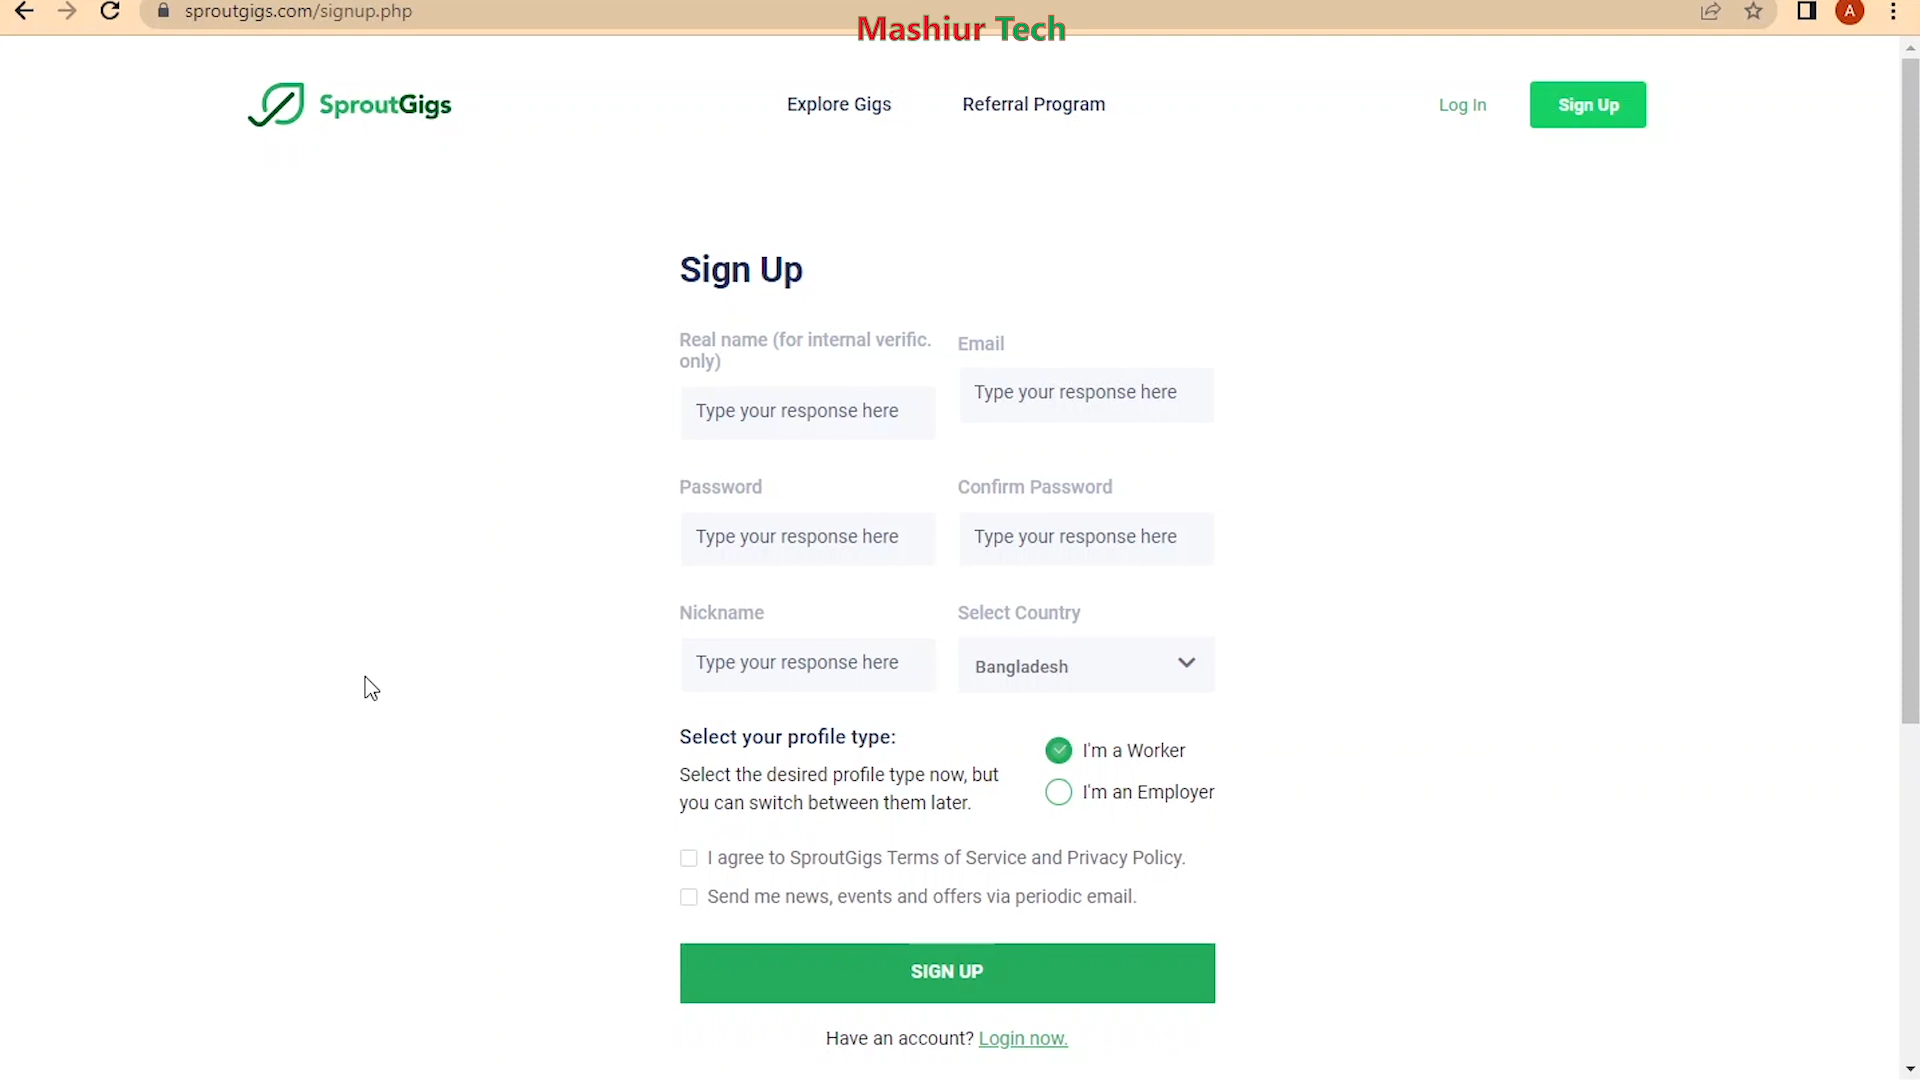 sproutgigs.com/signup.php
A
Mashiur Tech
SproutGigs
Explore Gigs
Referral Program
Log In
Sign Up
Sign Up
Real name (for internal verific.
only)
Email
Type your response here
Type your response here
Password
Confirm Password
Type your response here
Type your response here
Nickname
Select Country
Type your response here
Bangladesh
Select your profile type:
Select the desired profile type now, but
you can switch between them later.
I'm a Worker
I'm an Employer
I agree to SproutGigs Terms of Service and Privacy Policy.
Send me news, events and offers via periodic email.
SIGN UP
Have an account? Login now.